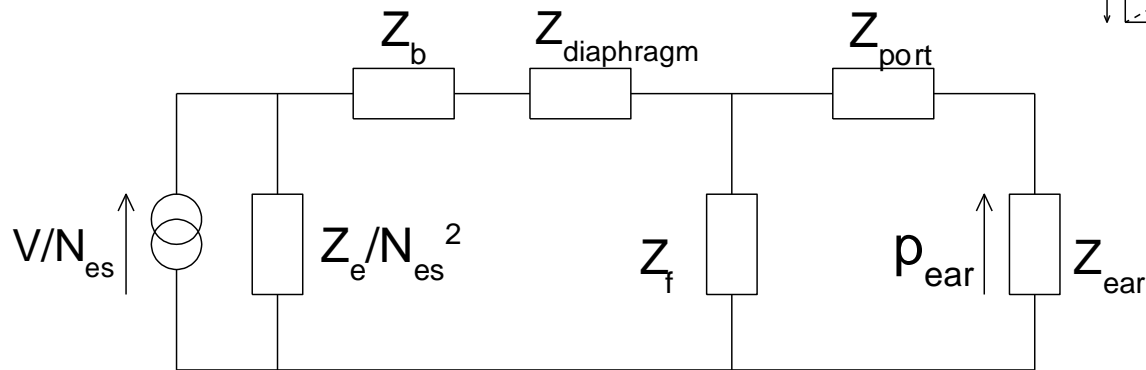 Z_b
Z_diaphragm
Z_port
V/N_es
Z_e/N_es^2
Z_f
p_ear
Z_ear